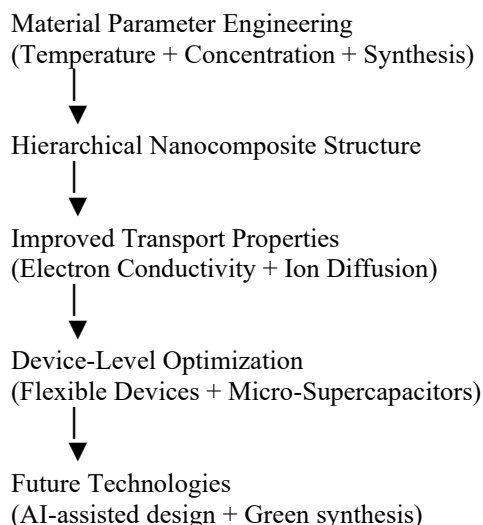 Material Parameter Engineering
(Temperature + Concentration + Synthesis)
Hierarchical Nanocomposite Structure
Improved Transport Properties
(Electron Conductivity + Ion Diffusion)
Device-Level Optimization
(Flexible Devices + Micro-Supercapacitors)
Future Technologies
(AI-assisted design + Green synthesis)